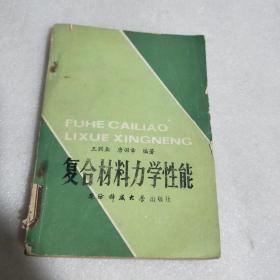 FUHE CAILIAO
LIXUE XINGNENG
王兴业 唐羽章 编著
复合材料力学性能
国防科技大学出版社